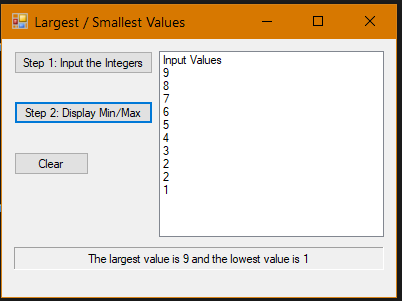 Largest / Smallest Values
Step 1: Input the Integers
Step 2: Display Min/Max
Clear
Input Values
9
8
7
6
5
4
3
2
2
1
The largest value is 9 and the lowest value is 1